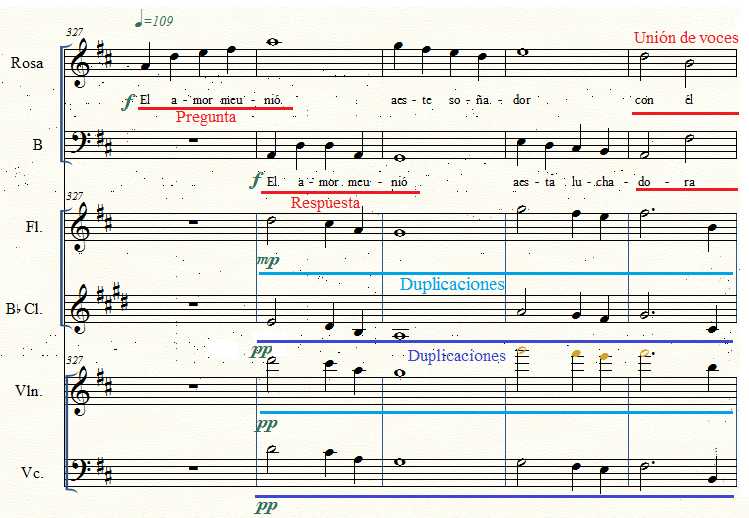 ♩=109
327
Unión de voces
Rosa
f El a - mor meu - nió aes - te so - ña - dor con él
Pregunta
B
f El a - mor meu - nió aes - ta lu - cha - do - ra
327
Respuesta
Fl.
mp
Duplicaciones
B♭ Cl.
pp
Duplicaciones
327
Vln.
pp
Vc.
pp